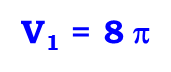 V₁ = 8 π